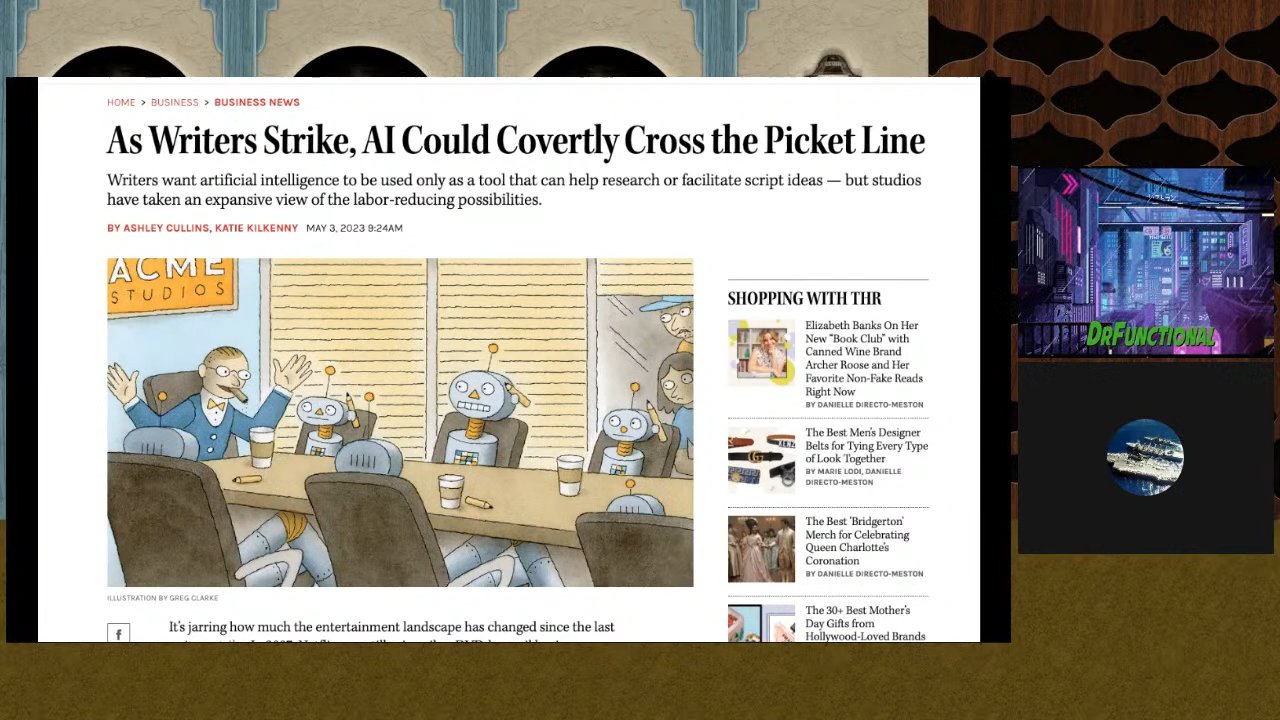 HOME > BUSINESS > BUSINESS NEWS
As Writers Strike, AI Could Covertly Cross the Picket Line
Writers want artificial intelligence to be used only as a tool that can help research or facilitate script ideas — but studios
have taken an expansive view of the labor-reducing possibilities.
BY ASHLEY CULLINS, KATIE KILKENNY MAY 3, 2023 9:24AM
ACME
STUDIOS
ILLUSTRATION BY GREG CLARKE
f
It's jarring how much the entertainment landscape has changed since the last
SHOPPING WITH THR
Elizabeth Banks On Her
New "Book Club" with
Canned Wine Brand
Archer Roose and Her
Favorite Non-Fake Reads
Right Now
BY DANIELLE DIRECTO-MESTON
The Best Men's Designer
Belts for Tying Every Type
of Look Together
BY MARIE LODI, DANIELLE
DIRECTO-MESTON
The Best 'Bridgerton'
Merch for Celebrating
Queen Charlotte's
Coronation
BY DANIELLE DIRECTO-MESTON
The 30+ Best Mother's
Day Gifts from
Hollywood-Loved Brands
DRFUNCTIONAL